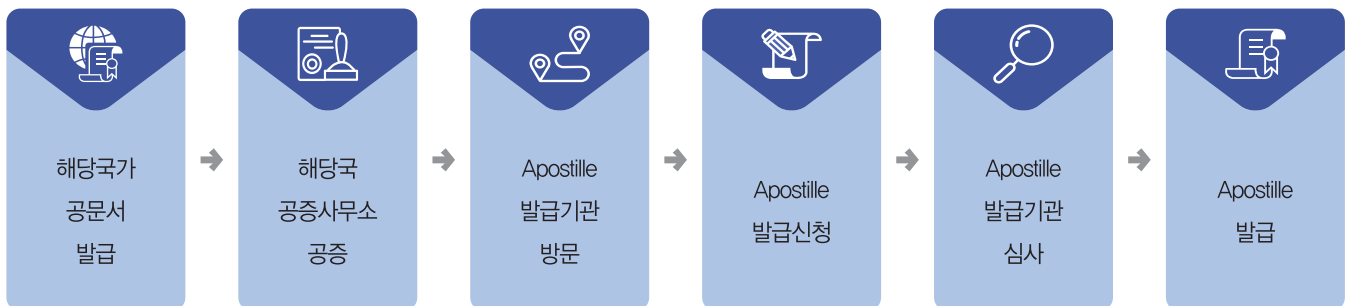 해당국가
공문서
발급
해당국
공증사무소
공증
Apostille
발급기관
방문
Apostille
발급신청
Apostille
발급기관
심사
Apostille
발급